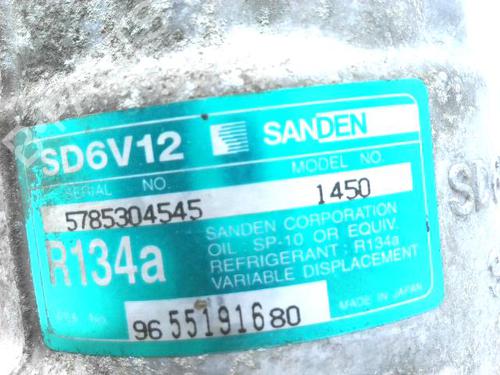 SD6V12 SANDEN
SERIAL NO. MODEL NO.
5785304545 1450
R134a
SANDEN CORPORATION
OIL SP-10 OR EQUIV.
REFRIGERANT: R134a
VARIABLE DISPLACEMENT
MADE IN JAPAN
No.
96 551916 80